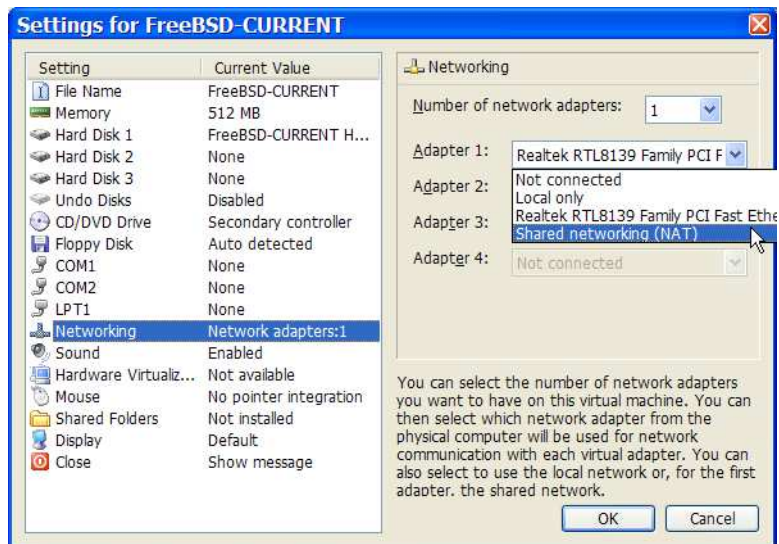 Settings for FreeBSD-CURRENT
Setting Current Value
File Name FreeBSD-CURRENT
Memory 512 MB
Hard Disk 1 FreeBSD-CURRENT H...
Hard Disk 2 None
Hard Disk 3 None
Undo Disks Disabled
CD/DVD Drive Secondary controller
Floppy Disk Auto detected
COM1 None
COM2 None
LPT1 None
Networking Network adapters:1
Sound Enabled
Hardware Virtualiz... Not available
Mouse No pointer integration
Shared Folders Not installed
Display Default
Close Show message
Networking
Number of network adapters: 1
Adapter 1: Realtek RTL8139 Family PCI F
Not connected
Adapter 2:
Local only
Realtek RTL8139 Family PCI Fast Ethe
Adapter 3:
Shared networking (NAT)
Adapter 4: Not connected
You can select the number of network adapters
you want to have on this virtual machine. You can
then select which network adapter from the
physical computer will be used for network
communication with each virtual adapter. You can
also select to use the local network or, for the first
adapter, the shared network.
OK Cancel